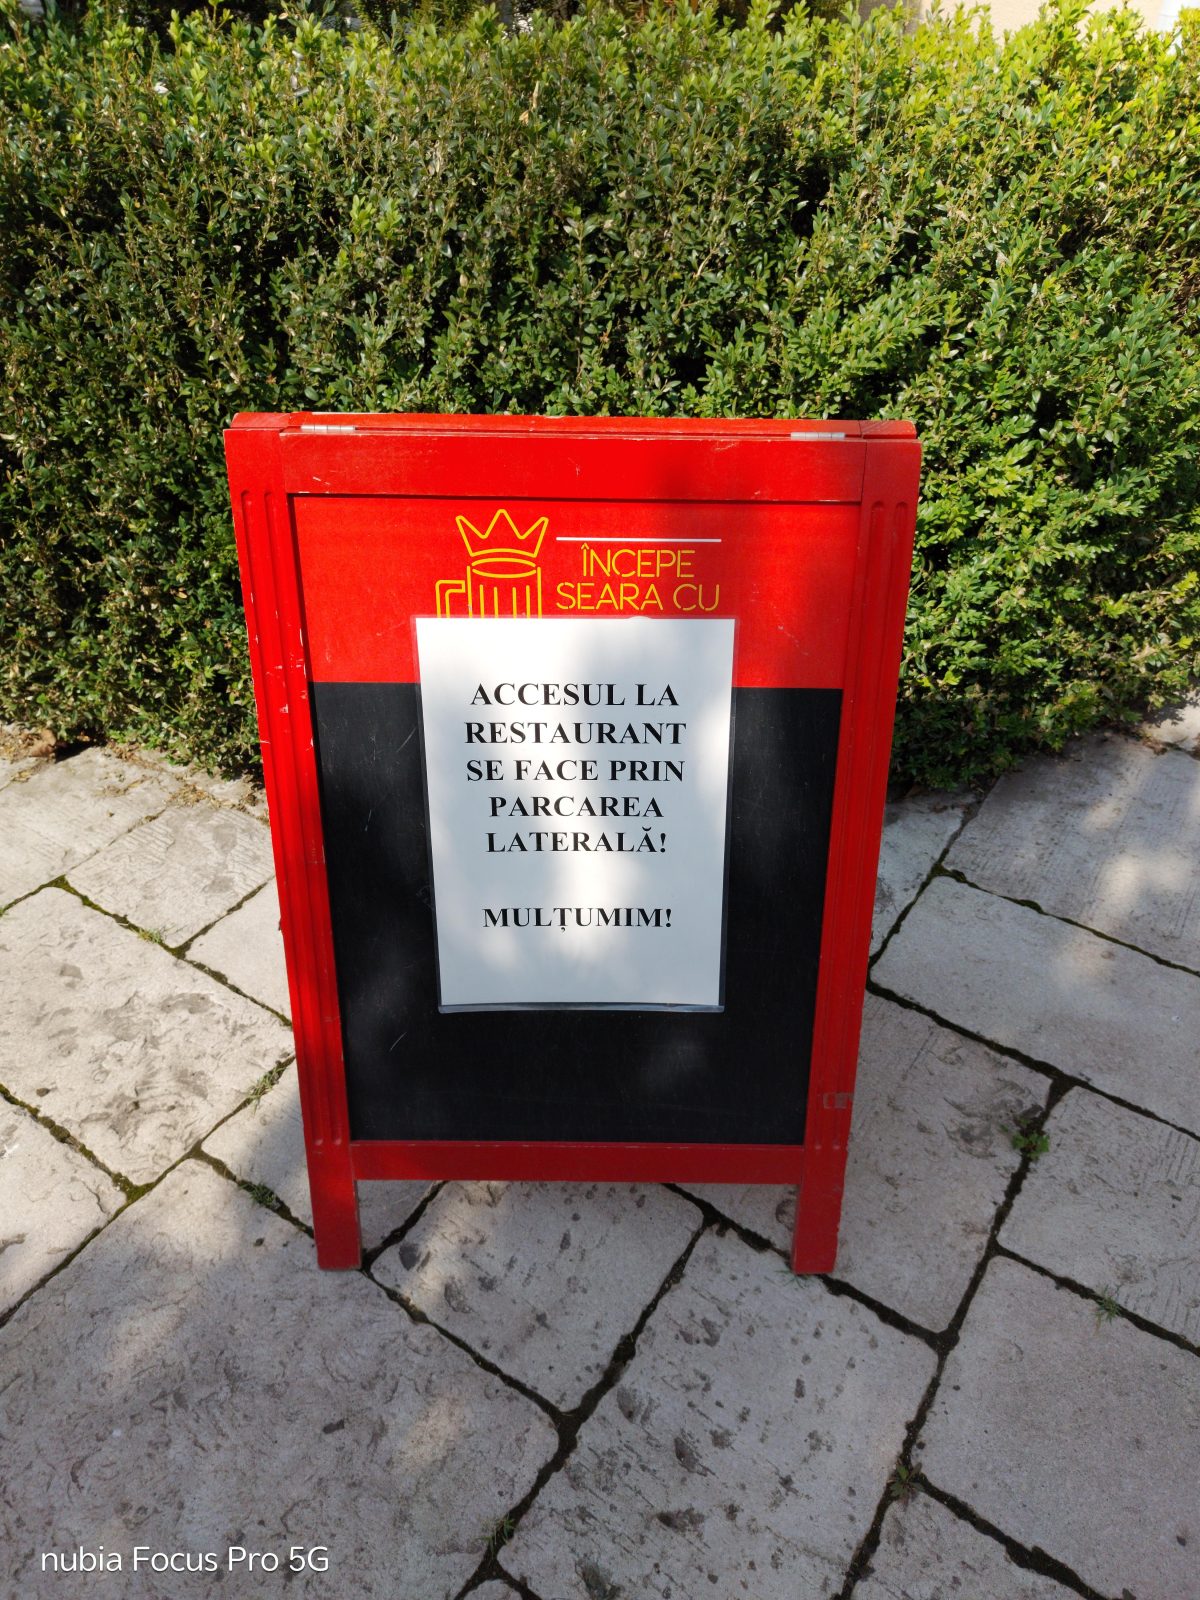 ÎNCEPE
SEARA CU
ACCESUL LA
RESTAURANT
SE FACE PRIN
PARCAREA
LATERALĂ!
MULȚUMIM!
nubia Focus Pro 5G